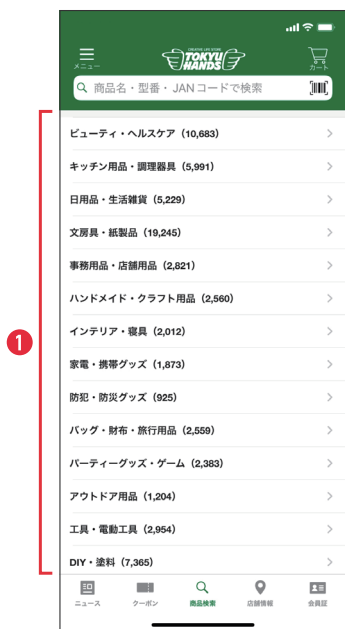 メニュー
CREATIVE LIFE STORE
TOKYU
HANDS
カート
商品名・型番・JANコードで検索
1
ビューティ・ヘルスケア (10,683)
キッチン用品・調理器具 (5,991)
日用品・生活雑貨 (5,229)
文房具・紙製品 (19,245)
事務用品・店舗用品 (2,821)
ハンドメイド・クラフト用品 (2,560)
インテリア・寝具 (2,012)
家電・携帯グッズ (1,873)
防犯・防災グッズ (925)
バッグ・財布・旅行用品 (2,559)
パーティーグッズ・ゲーム (2,383)
アウトドア用品 (1,204)
工具・電動工具 (2,954)
DIY・塗料 (7,365)
ニュース
クーポン
商品検索
店舗情報
会員証